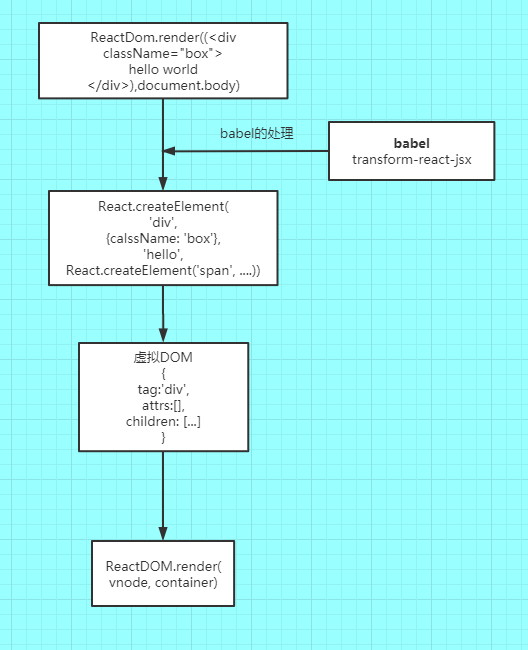 ReactDom.render((<div
className="box">
hello world
</div>),document.body)
babel的处理
babel
transform-react-jsx
React.createElement(
'div',
{calssName: 'box'},
'hello',
React.createElement('span', ....))
虚拟DOM
{
tag:'div',
attrs:[],
children: [...]
}
ReactDOM.render(
vnode, container)